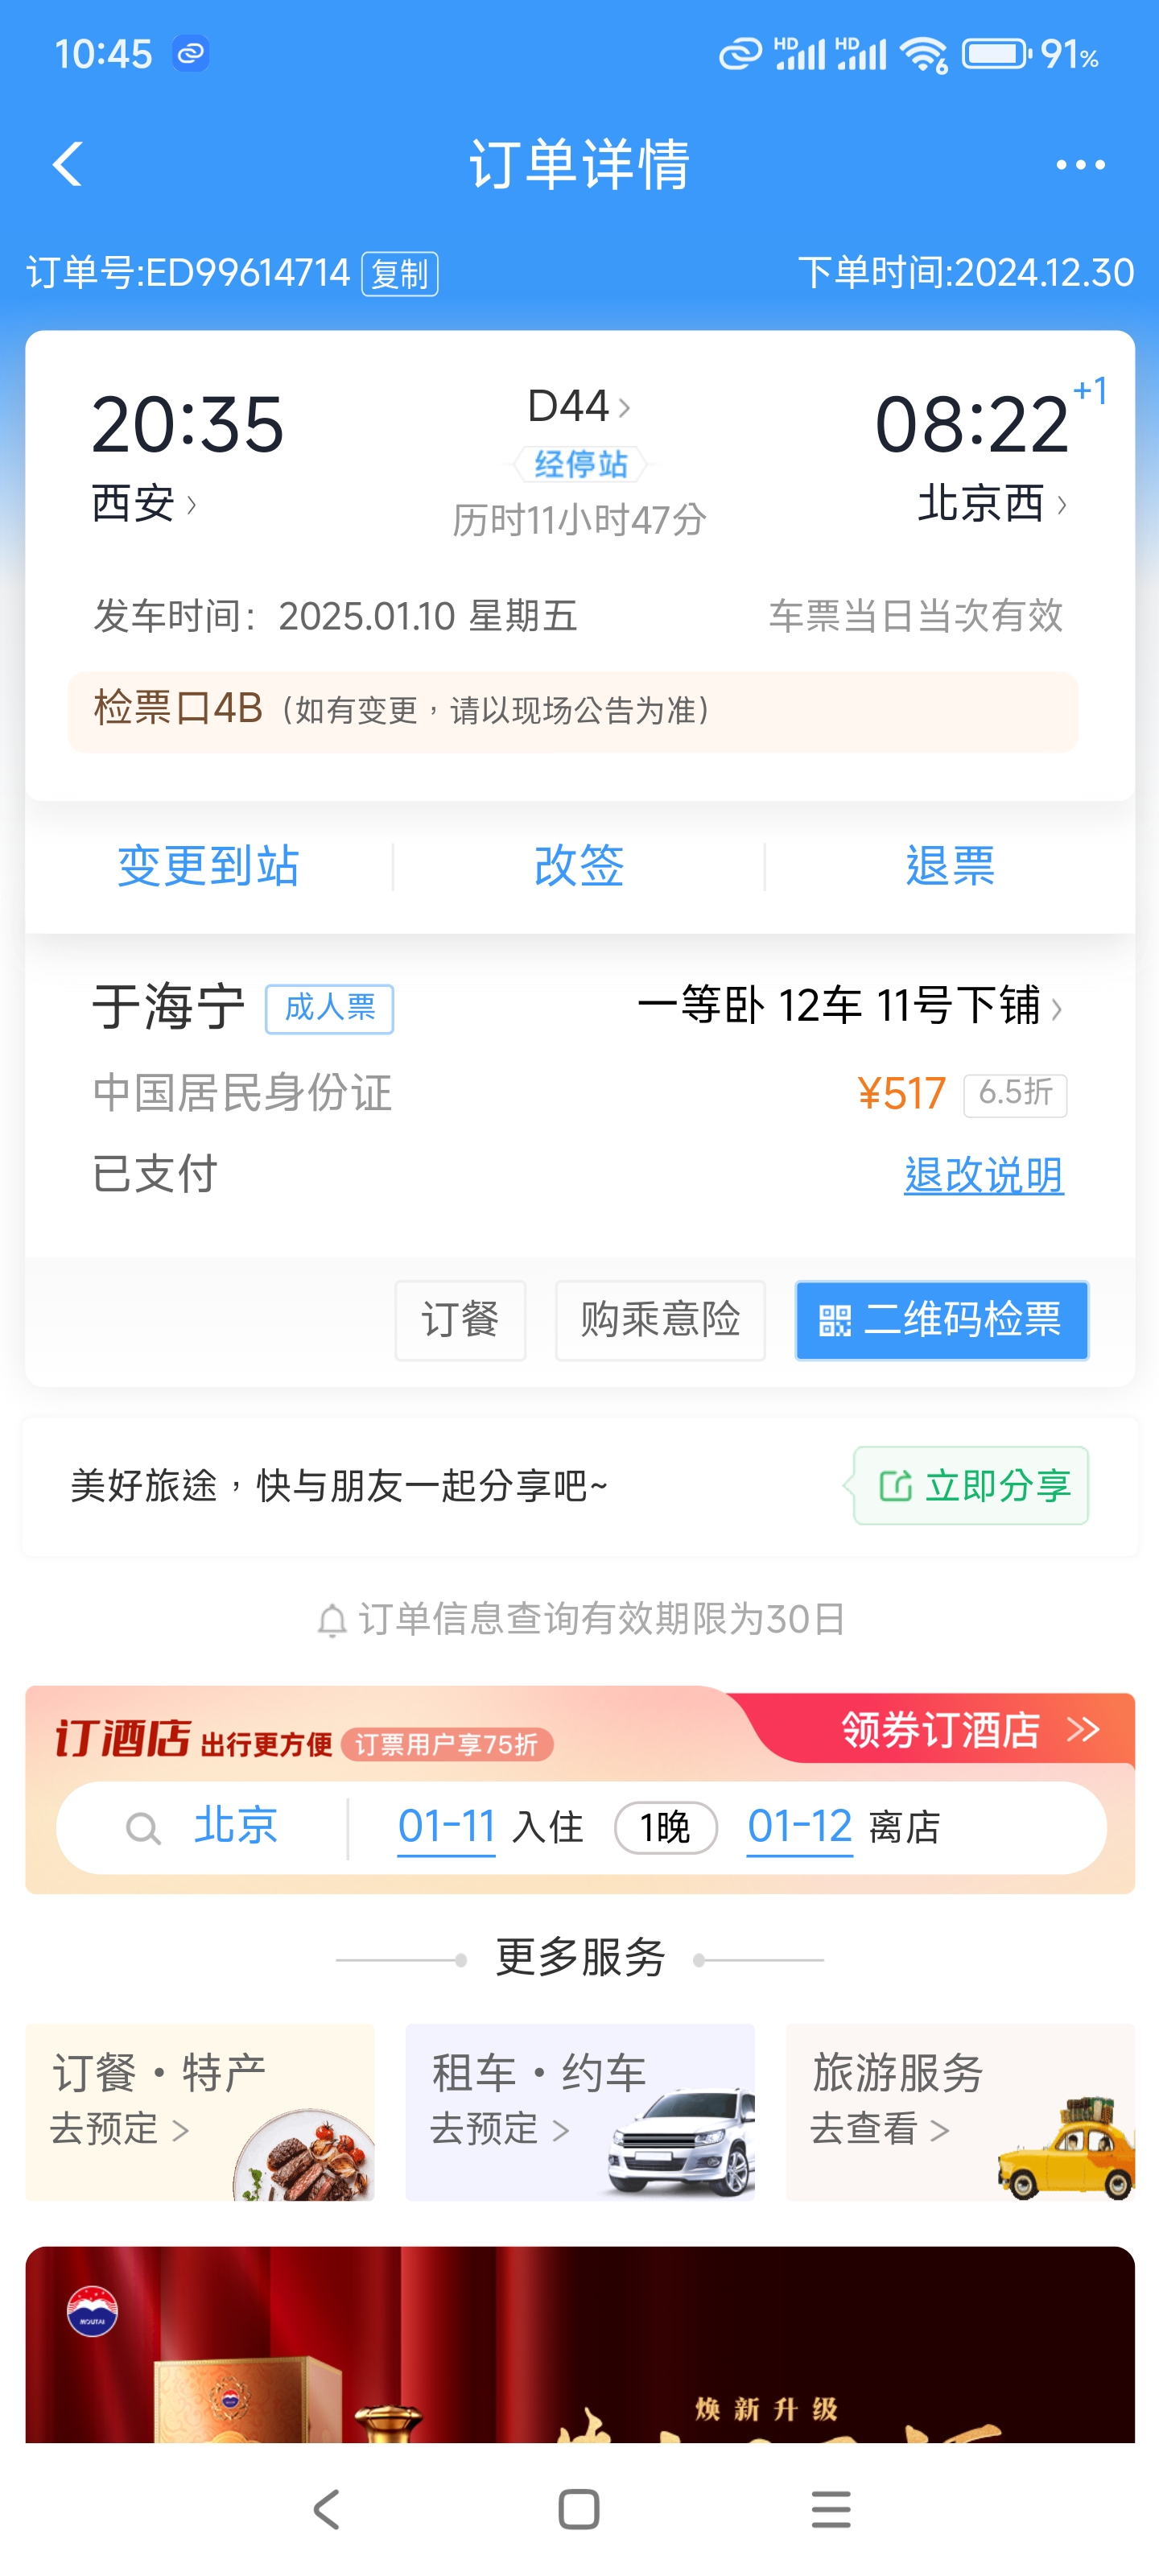 10:45 HD HD 6 91%
订单详情
订单号:ED99614714 复制 下单时间:2024.12.30
20:35 D44 08:22 +1
经停站
西安 历时11小时47分 北京西
发车时间：2025.01.10 星期五 车票当日当次有效
检票口4B（如有变更，请以现场公告为准）
变更到站 改签 退票
于海宁 成人票 一等卧 12车 11号下铺
中国居民身份证 ¥517 6.5折
已支付 退改说明
订餐 购乘意险 二维码检票
美好旅途，快与朋友一起分享吧~ 立即分享
订单信息查询有效期限为30日
订酒店 出行更方便 订票用户享75折 领券订酒店
北京 01-11 入住 1晚 01-12 离店
更多服务
订餐·特产 租车·约车 旅游服务
去预定 去预定 去查看
MOUTAI
焕新升级